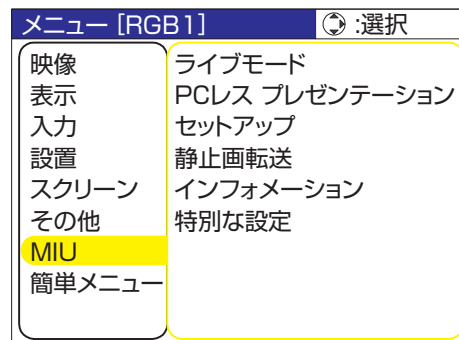 メニュー [RGB1] :選択
映像
表示
入力
設置
スクリーン
その他
MIU
簡単メニュー
ライブモード
PCレス プレゼンテーション
セットアップ
静止画転送
インフォメーション
特別な設定